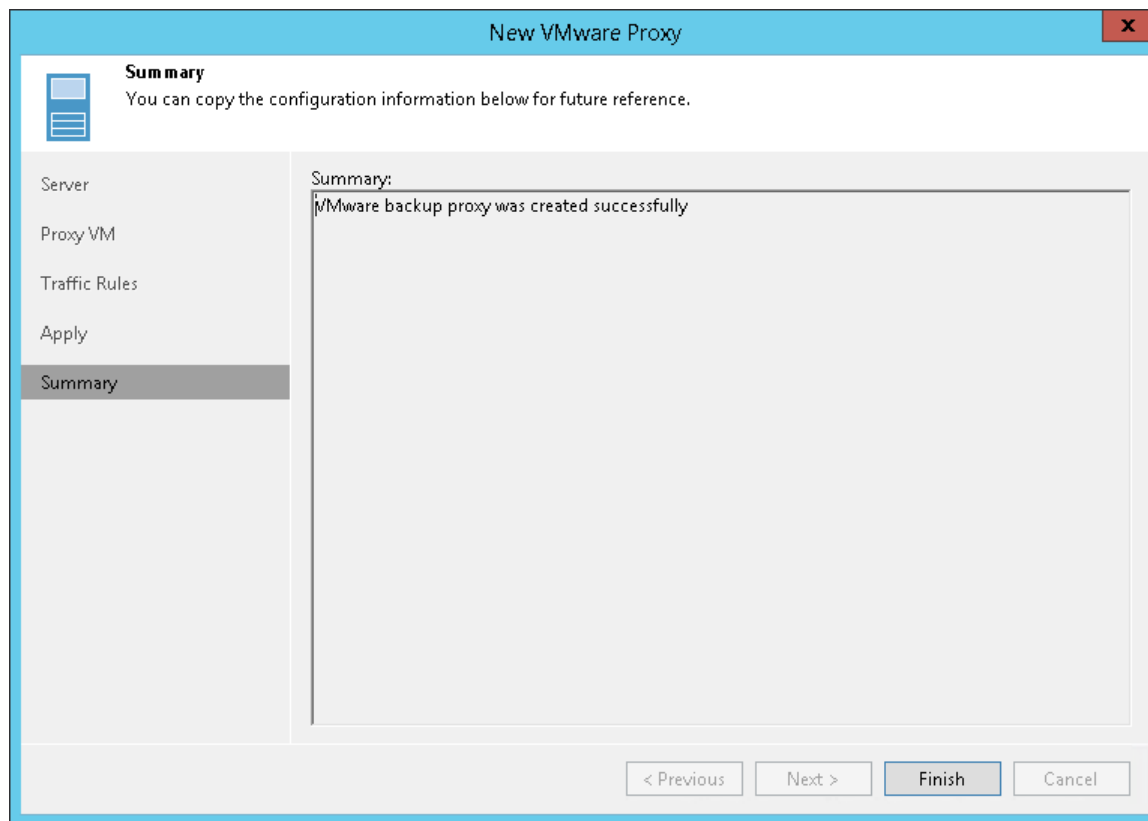 New VMware Proxy
x
Summary
You can copy the configuration information below for future reference.
Server
Proxy VM
Traffic Rules
Apply
Summary
Summary:
VMware backup proxy was created successfully
< Previous
Next >
Finish
Cancel